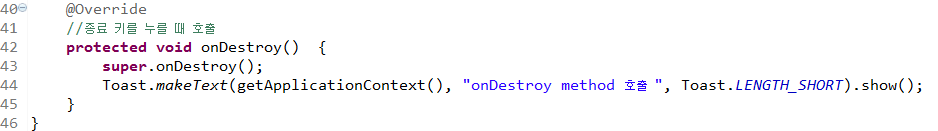 40 @Override
41 //종료 키를 누를 때 호출
42 protected void onDestroy()  {
43 super.onDestroy();
44 Toast.makeText(getApplicationContext(), "onDestroy method 호출 ", Toast.LENGTH_SHORT).show();
45 }
46 }